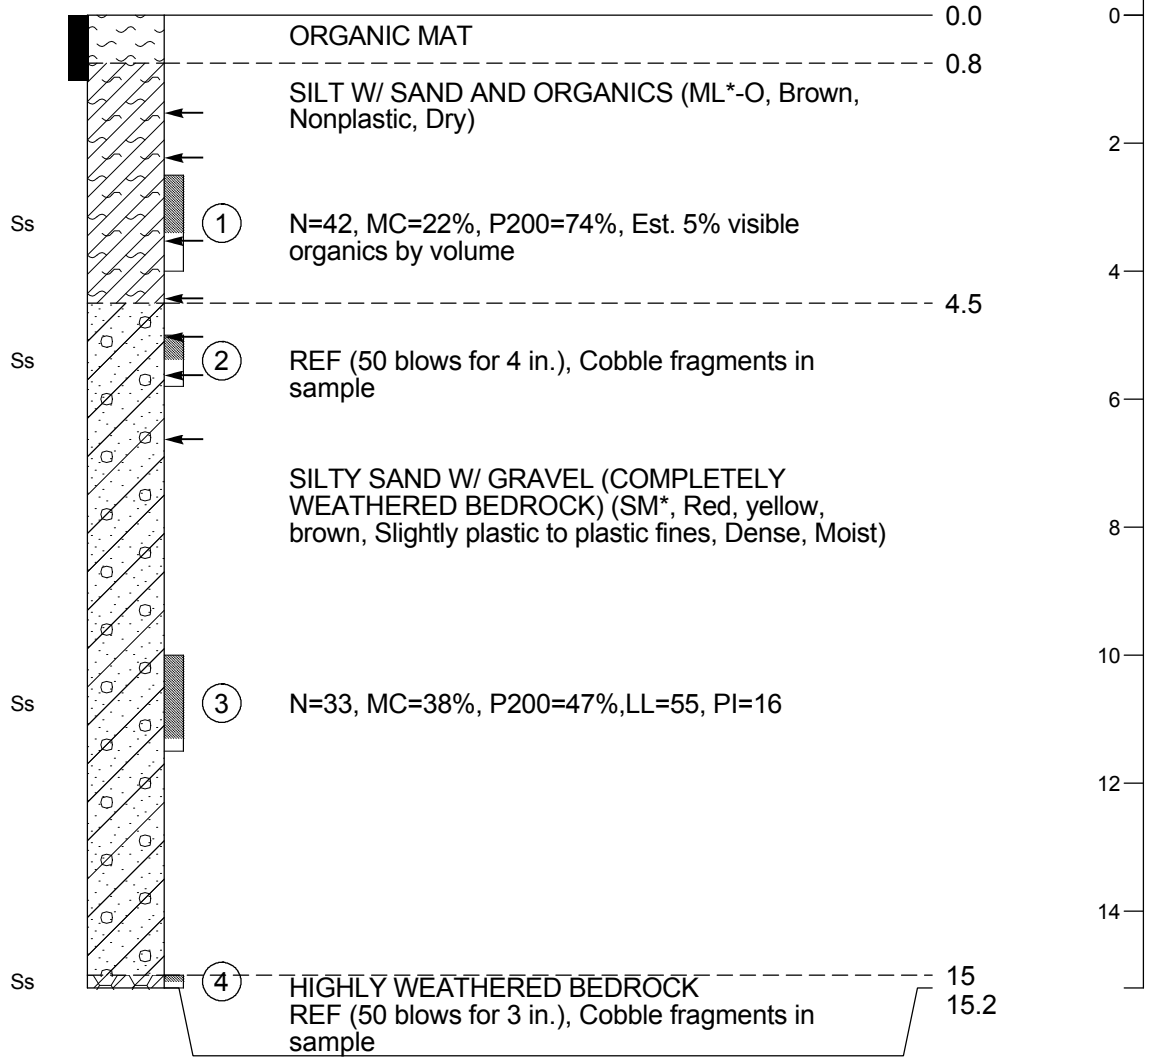 0.0
0
ORGANIC MAT
0.8
SILT W/ SAND AND ORGANICS (ML*-O, Brown,
Nonplastic, Dry)
2
Ss
1
N=42, MC=22%, P200=74%, Est. 5% visible
organics by volume
4
4.5
Ss
2
REF (50 blows for 4 in.), Cobble fragments in
sample
6
SILTY SAND W/ GRAVEL (COMPLETELY
WEATHERED BEDROCK) (SM*, Red, yellow,
brown, Slightly plastic to plastic fines, Dense, Moist)
8
10
Ss
3
N=33, MC=38%, P200=47%,LL=55, PI=16
12
14
15
Ss
4
HIGHLY WEATHERED BEDROCK
15.2
REF (50 blows for 3 in.), Cobble fragments in
sample